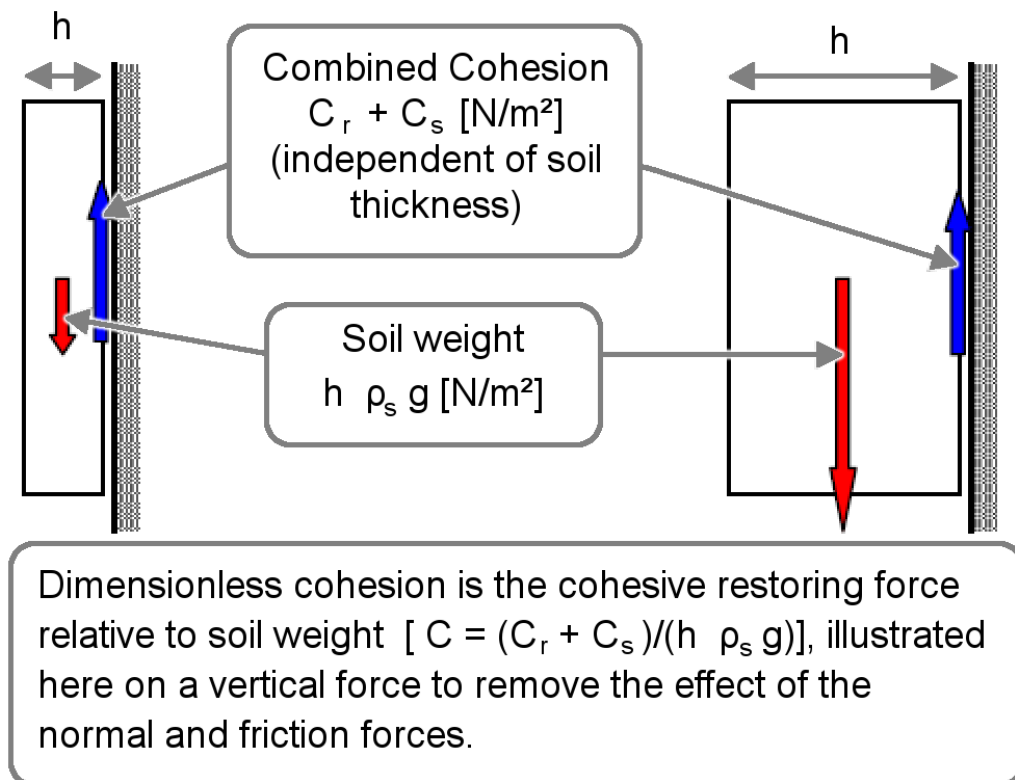 h
h
Combined Cohesion
C r + C s [N/m²]
(independent of soil
thickness)
Soil weight
h ρs g [N/m²]
Dimensionless cohesion is the cohesive restoring force
relative to soil weight [ C = (C r + C s )/(h ρs g)], illustrated
here on a vertical force to remove the effect of the
normal and friction forces.